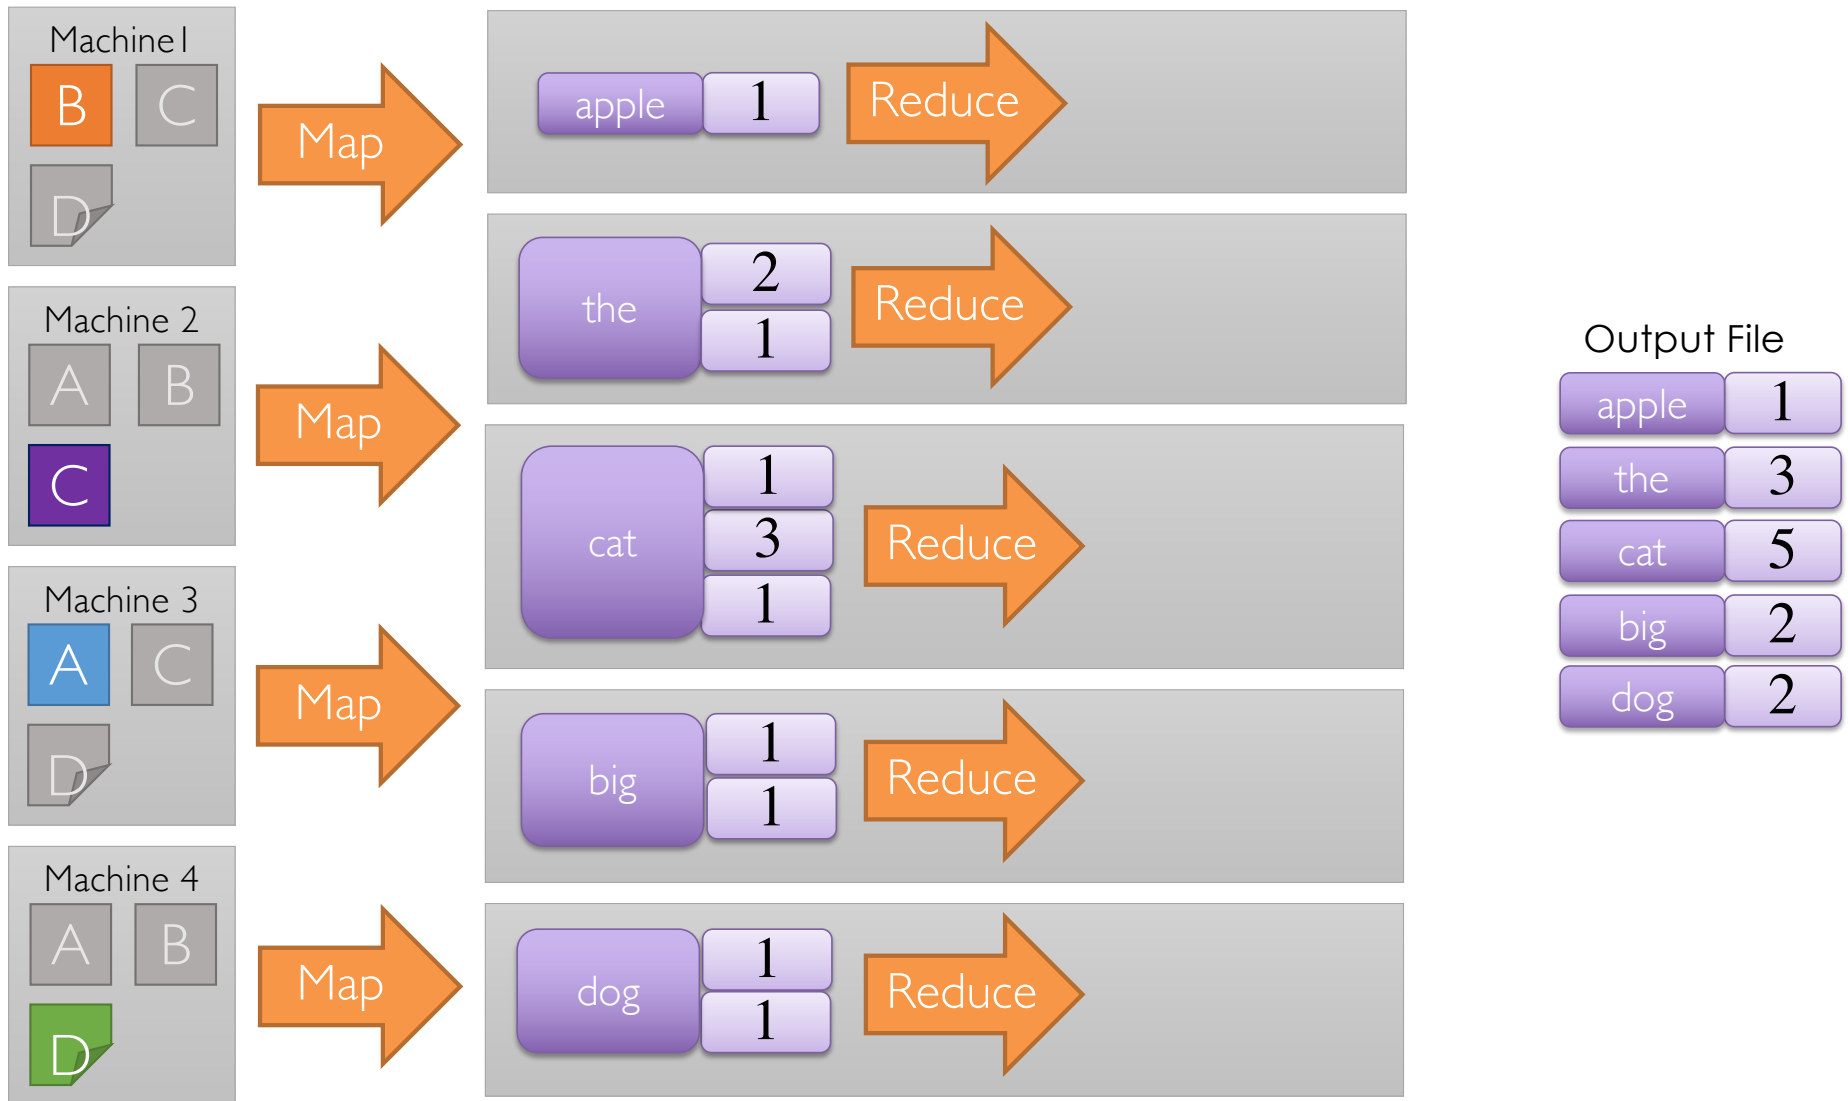 Machine1
B C
D
Map
apple 1
Reduce
the
2
1
Reduce
Machine 2
A B
C
Map
cat
1
3
1
Reduce
Machine 3
A C
D
Map
big
1
1
Reduce
Machine 4
A B
D
Map
dog
1
1
Reduce
Output File
apple 1
the 3
cat 5
big 2
dog 2